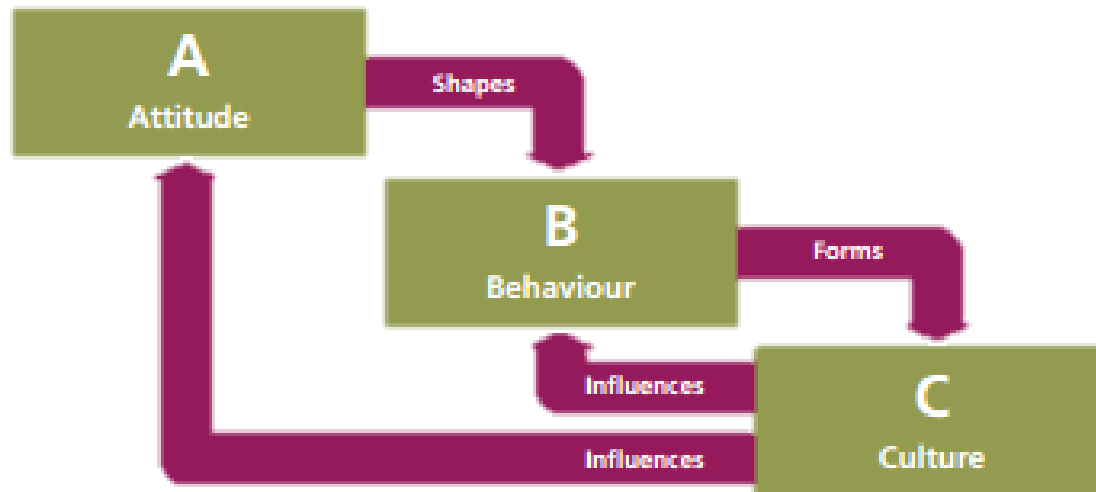 A
Attitude
Shapes
B
Behaviour
Forms
Influences
C
Culture
Influences